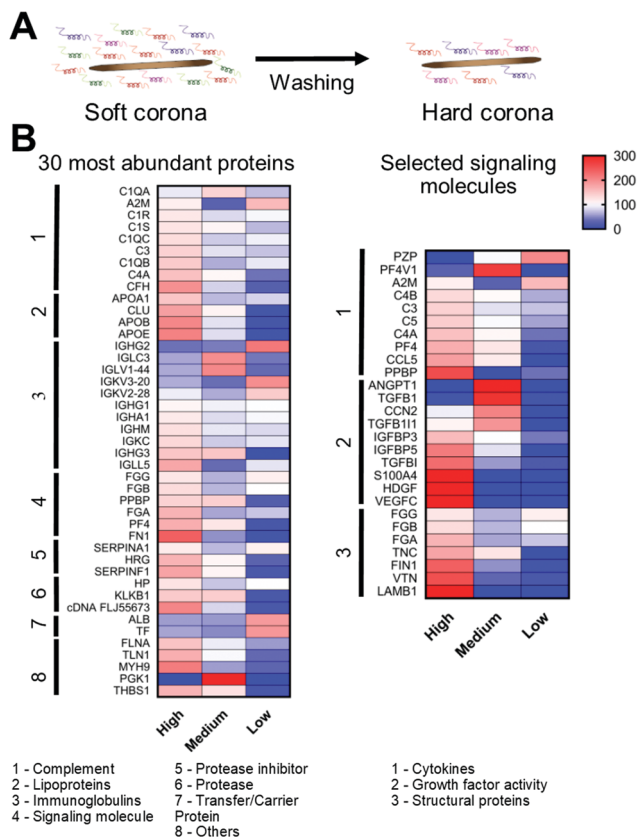 A
Washing
Soft corona
Hard corona
B
30 most abundant proteins
Selected signaling
molecules
300
200
100
0
1
C1QA
A2M
C1R
C1S
C1QC
C3
C1QB
C4A
CFH
2
APOA1
CLU
APOB
APOE
3
IGHG2
IGLC3
IGLV1-44
IGKV3-20
IGKV2-28
IGHG1
IGHA1
IGHM
IGKC
IGHG3
IGLL5
4
FGG
FGB
PPBP
FGA
PF4
FN1
5
SERPINA1
HRG
SERPINF1
6
HP
KLKB1
cDNA FLJ55673
7
ALB
TF
8
FLNA
TLN1
MYH9
PGK1
THBS1
High
Medium
Low
1
PZP
PF4V1
A2M
C4B
C3
C5
C4A
PF4
CCL5
PPBP
2
ANGPT1
TGFB1
CCN2
TGFB1I1
IGFBP3
IGFBP5
TGFBI
S100A4
HDGF
VEGFC
3
FGG
FGB
FGA
TNC
FIN1
VTN
LAMB1
High
Medium
Low
1 - Complement
2 - Lipoproteins
3 - Immunoglobulins
4 - Signaling molecule
5 - Protease inhibitor
6 - Protease
7 - Transfer/Carrier
Protein
8 - Others
1 - Cytokines
2 - Growth factor activity
3 - Structural proteins